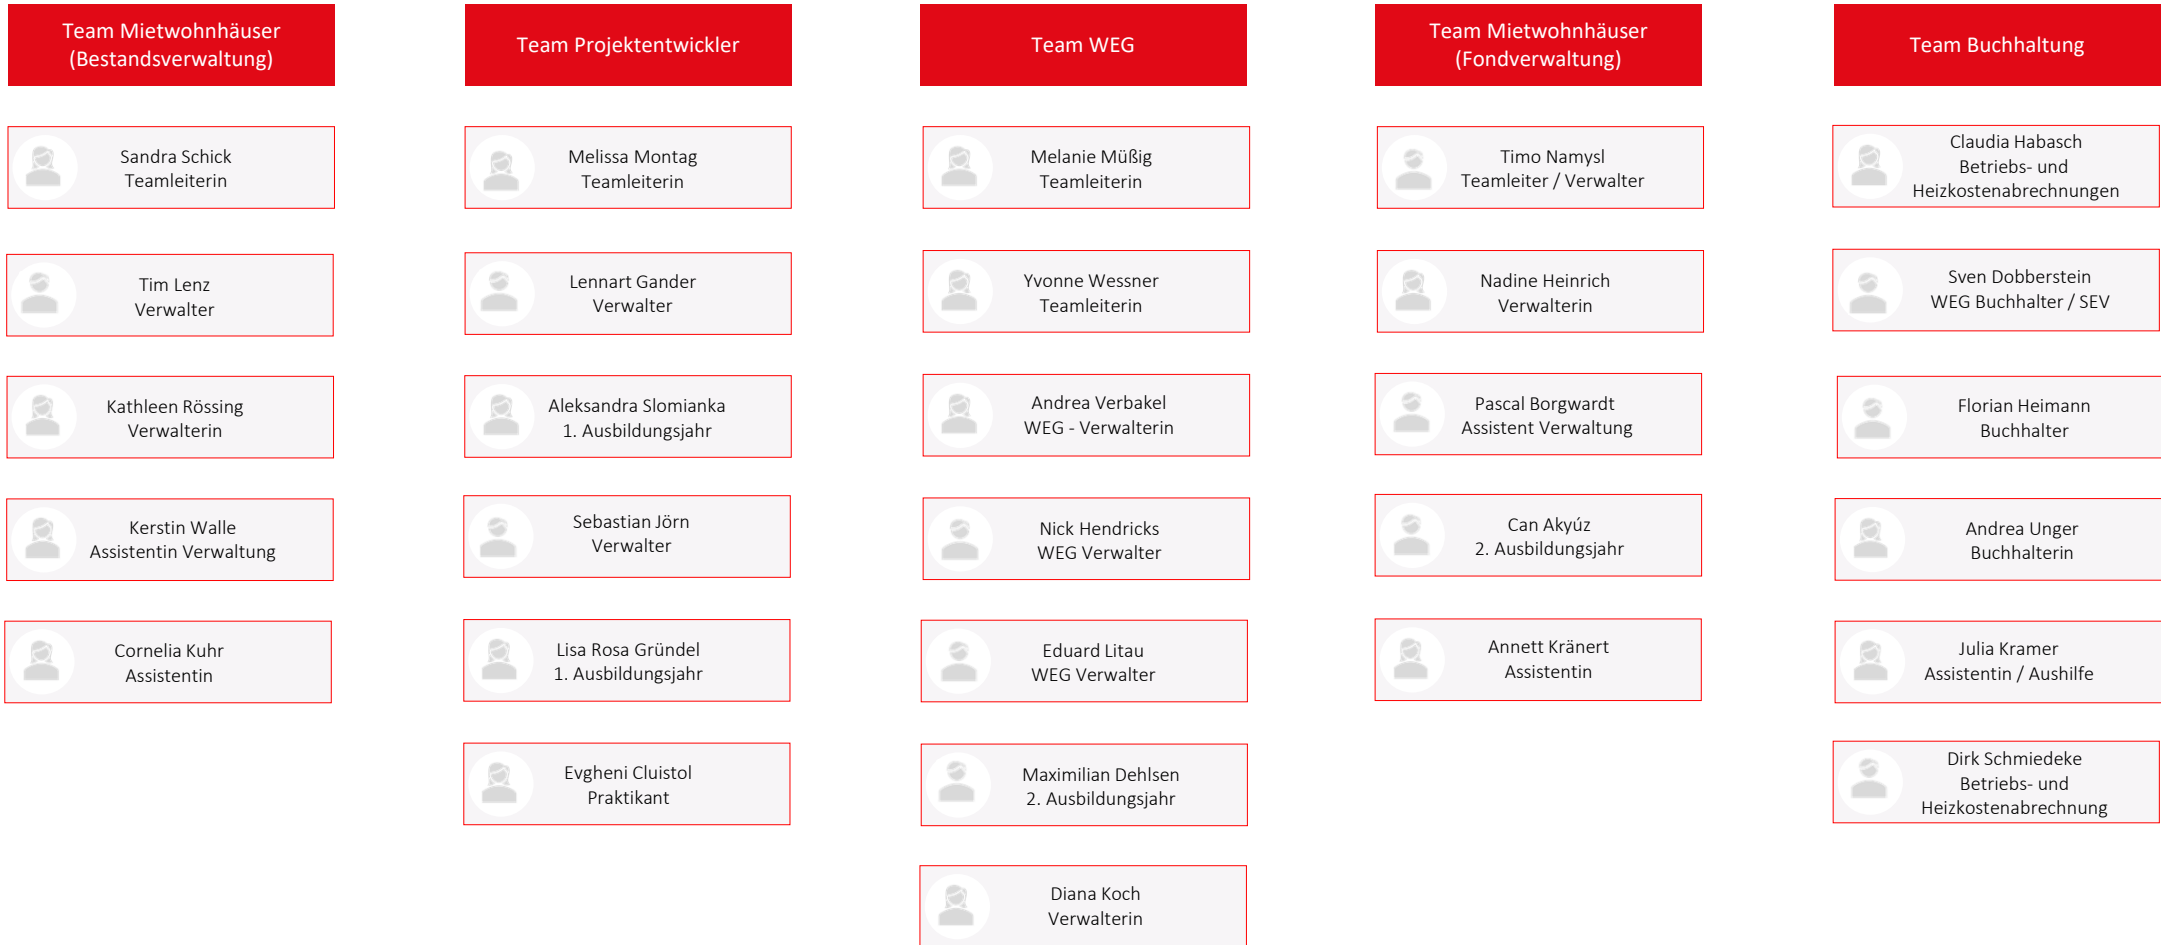 Team Mietwohnhäuser
(Bestandsverwaltung)
Sandra Schick
Teamleiterin
Tim Lenz
Verwalter
Kathleen Rössing
Verwalterin
Kerstin Walle
Assistentin Verwaltung
Cornelia Kuhr
Assistentin
Team Projektentwickler
Melissa Montag
Teamleiterin
Lennart Gander
Verwalter
Aleksandra Slomianka
1. Ausbildungsjahr
Sebastian Jörn
Verwalter
Lisa Rosa Gründel
1. Ausbildungsjahr
Evgheni Cluistol
Praktikant
Team WEG
Melanie Müßig
Teamleiterin
Yvonne Wessner
Teamleiterin
Andrea Verbakel
WEG - Verwalterin
Nick Hendricks
WEG Verwalter
Eduard Litau
WEG Verwalter
Maximilian Dehlsen
2. Ausbildungsjahr
Diana Koch
Verwalterin
Team Mietwohnhäuser
(Fondverwaltung)
Timo Namysl
Teamleiter / Verwalter
Nadine Heinrich
Verwalterin
Pascal Borgwardt
Assistent Verwaltung
Can Akyúz
2. Ausbildungsjahr
Annett Kränert
Assistentin
Team Buchhaltung
Claudia Habasch
Betriebs- und
Heizkostenabrechnungen
Sven Dobberstein
WEG Buchhalter / SEV
Florian Heimann
Buchhalter
Andrea Unger
Buchhalterin
Julia Kramer
Assistentin / Aushilfe
Dirk Schmiedeke
Betriebs- und
Heizkostenabrechnung